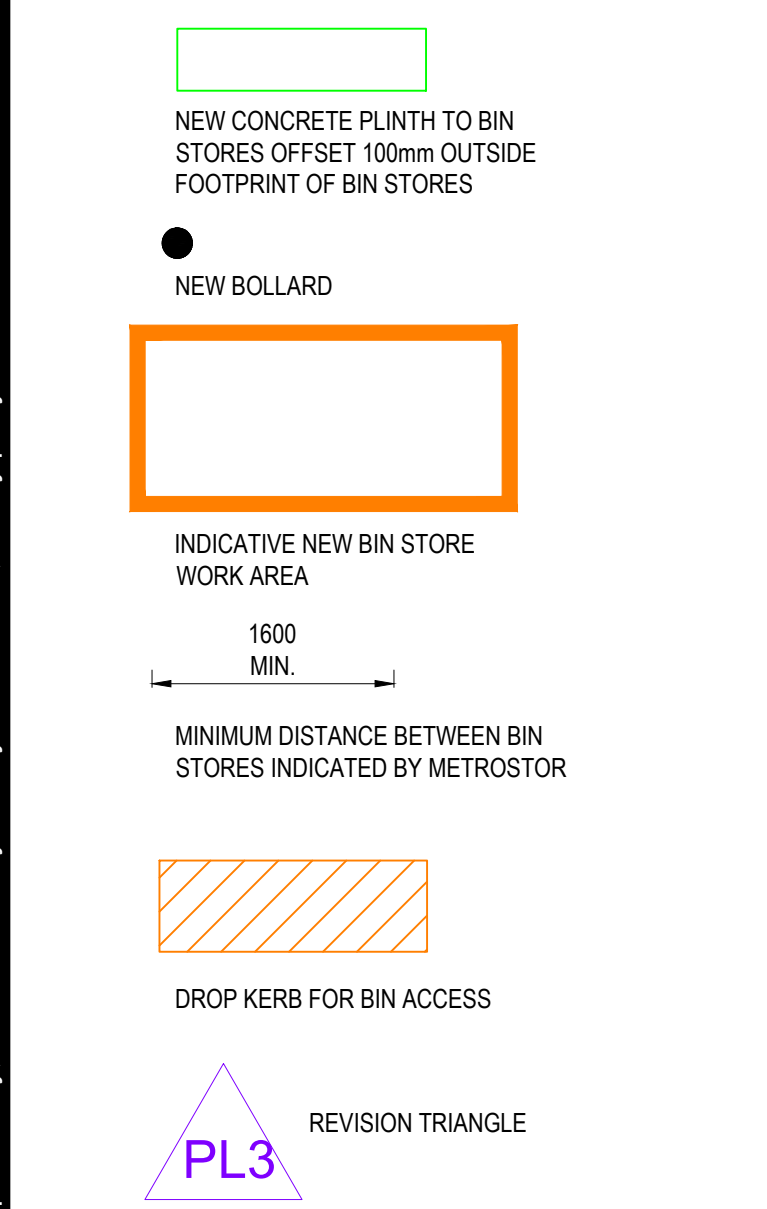 NEW CONCRETE PLINTH TO BIN
STORES OFFSET 100mm OUTSIDE
FOOTPRINT OF BIN STORES
NEW BOLLARD
INDICATIVE NEW BIN STORE
WORK AREA
1600
MIN.
MINIMUM DISTANCE BETWEEN BIN
STORES INDICATED BY METROSTOR
DROP KERB FOR BIN ACCESS
PL3
REVISION TRIANGLE